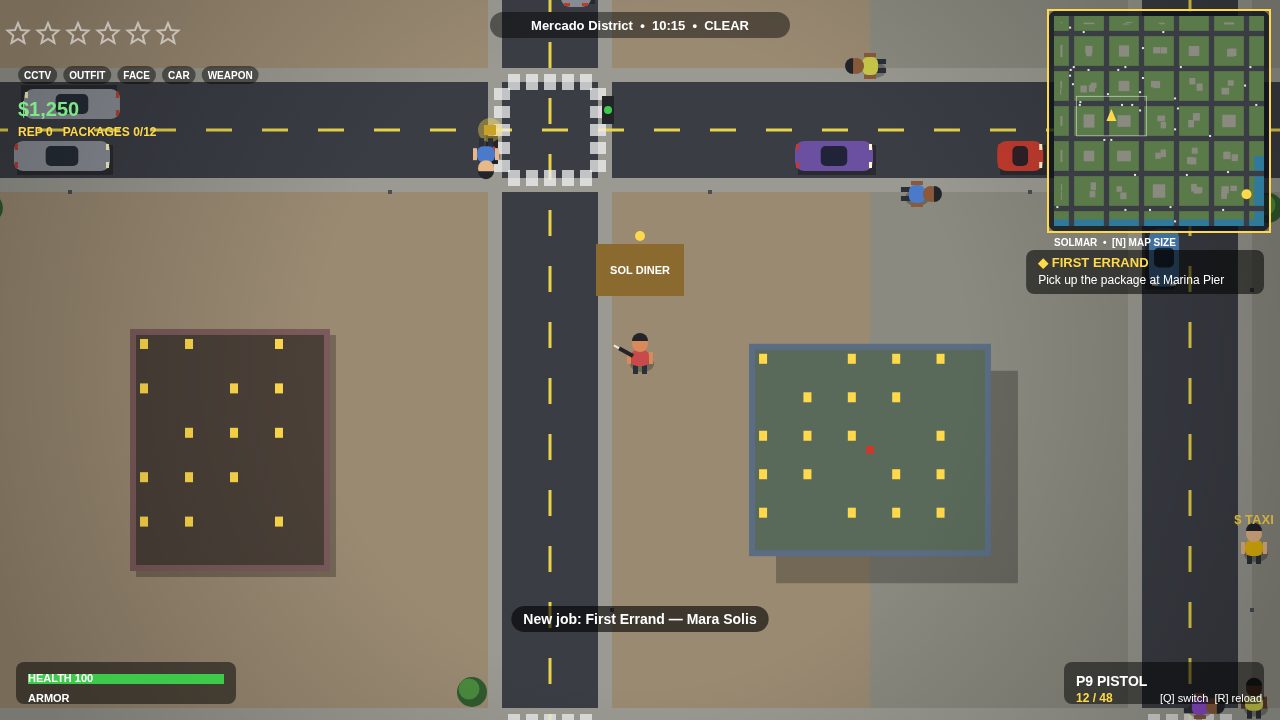 Mercado District • 10:15 • CLEAR
CCTV OUTFIT FACE CAR WEAPON
$1,250
REP 0 PACKAGES 0/12
SOLMAR • [N] MAP SIZE
◆ FIRST ERRAND
Pick up the package at Marina Pier
SOL DINER
$ TAXI
New job: First Errand — Mara Solis
HEALTH 100
ARMOR
P9 PISTOL
12 / 48 [Q] switch [R] reload